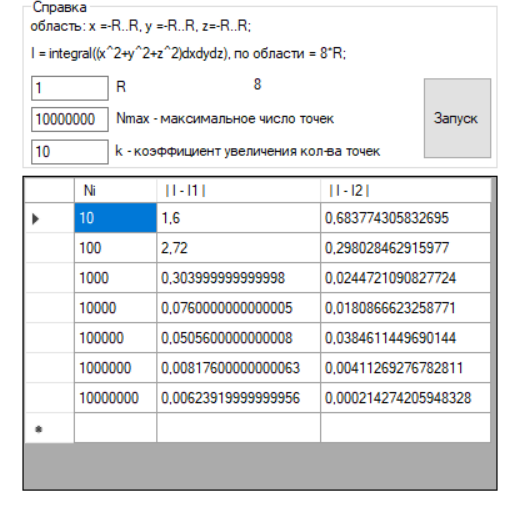 Справка
область: x =-R..R, y =-R..R, z=-R..R;
I = integral((x^2+y^2+z^2)dxdydz), по области = 8*R;
1 R 8
10000000 Nmax - максимальное число точек Запуск
10 k - коэффициент увеличения кол-ва точек
Ni | I - I1 | | I - I2 |
10 1,6 0,683774305832695
100 2,72 0,298028462915977
1000 0,303999999999998 0,0244721090827724
10000 0,0760000000000005 0,0180866623258771
100000 0,0505600000000008 0,0384611449690144
1000000 0,00817600000000063 0,00411269276782811
10000000 0,00623919999999956 0,000214274205948328